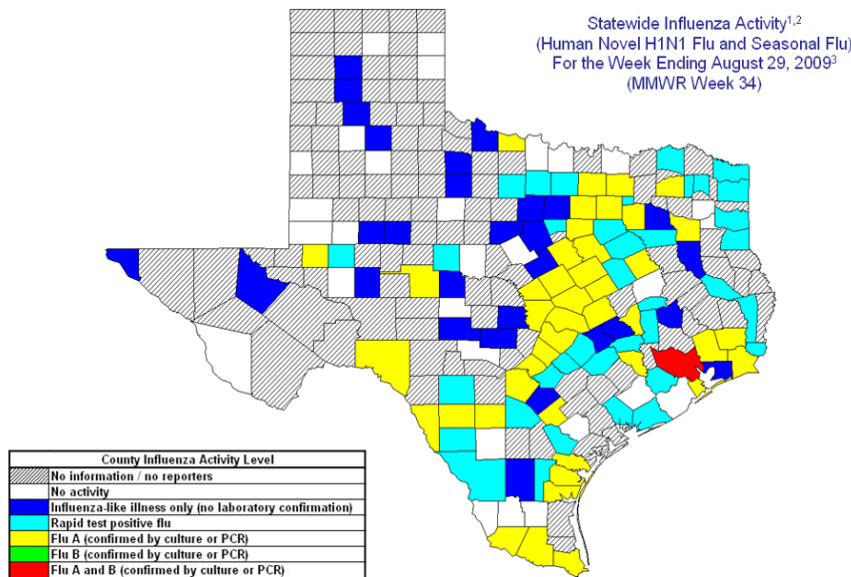 Statewide Influenza Activity1,2
(Human Novel H1N1 Flu and Seasonal Flu)
For the Week Ending August 29, 2009³
(MMWR Week 34)
County Influenza Activity Level
No information / no reporters
No activity
Influenza-like illness only (no laboratory confirmation)
Rapid test positive flu
Flu A (confirmed by culture or PCR)
Flu B (confirmed by culture or PCR)
Flu A and B (confirmed by culture or PCR)